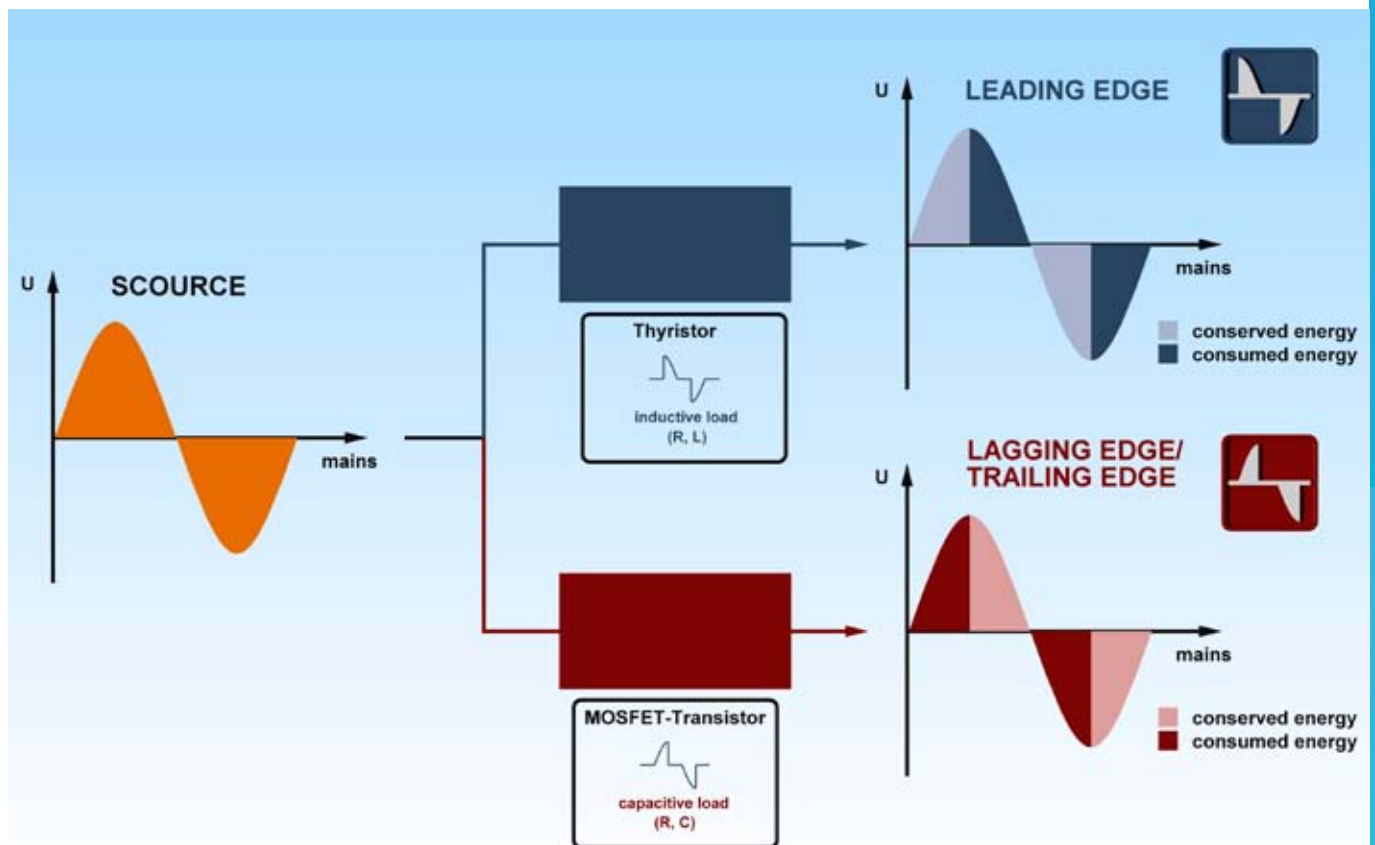 SCOURCE
U
mains
Thyristor
inductive load
(R, L)
MOSFET-Transistor
capacitive load
(R, C)
U
LEADING EDGE
mains
conserved energy
consumed energy
LAGGING EDGE/
TRAILING EDGE
U
mains
conserved energy
consumed energy